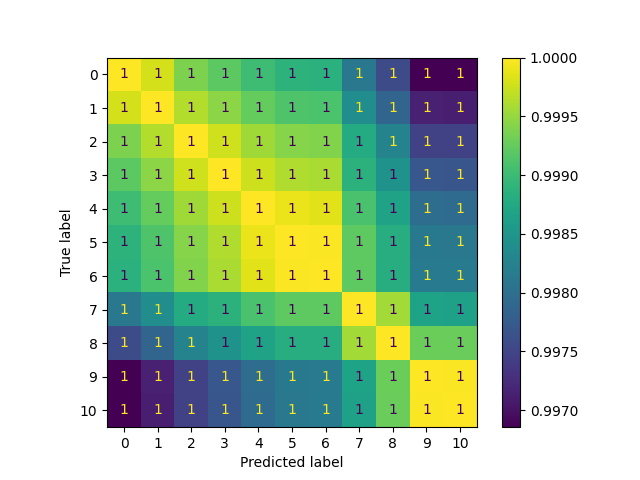 0 1 1 1 1 1 1 1 1 1 1 1
1 1 1 1 1 1 1 1 1 1 1 1
2 1 1 1 1 1 1 1 1 1 1 1
3 1 1 1 1 1 1 1 1 1 1 1
4 1 1 1 1 1 1 1 1 1 1 1
5 1 1 1 1 1 1 1 1 1 1 1
6 1 1 1 1 1 1 1 1 1 1 1
7 1 1 1 1 1 1 1 1 1 1 1
8 1 1 1 1 1 1 1 1 1 1 1
9 1 1 1 1 1 1 1 1 1 1 1
10 1 1 1 1 1 1 1 1 1 1 1
0 1 2 3 4 5 6 7 8 9 10
Predicted label
True label
1.0000
0.9995
0.9990
0.9985
0.9980
0.9975
0.9970